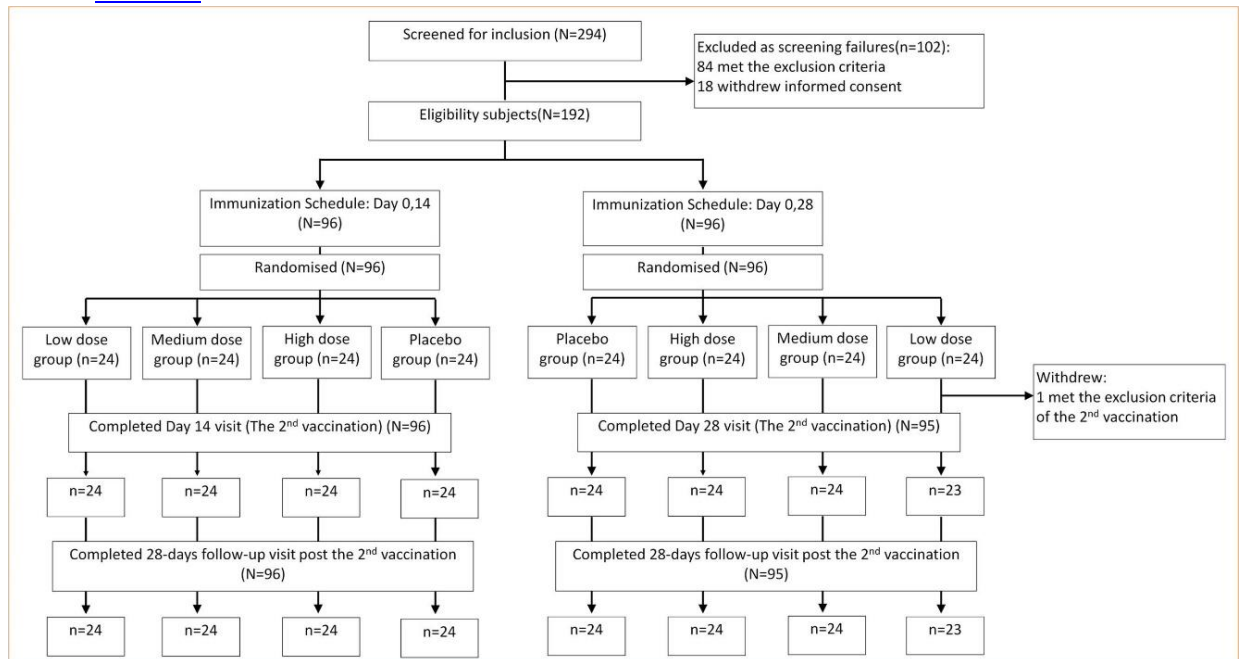 Screened for inclusion (N=294)
Excluded as screening failures(n=102):
84 met the exclusion criteria
18 withdrew informed consent
Eligibility subjects(N=192)
Immunization Schedule: Day 0,14
(N=96)
Immunization Schedule: Day 0,28
(N=96)
Randomised (N=96)
Randomised (N=96)
Low dose
group (n=24)
Medium dose
group (n=24)
High dose
group (n=24)
Placebo
group (n=24)
Placebo
group (n=24)
High dose
group (n=24)
Medium dose
group (n=24)
Low dose
group (n=24)
Withdrew:
1 met the exclusion criteria
of the 2nd vaccination
Completed Day 14 visit (The 2nd vaccination) (N=96)
Completed Day 28 visit (The 2nd vaccination) (N=95)
n=24
n=24
n=24
n=24
n=24
n=24
n=24
n=23
Completed 28-days follow-up visit post the 2nd vaccination
(N=96)
Completed 28-days follow-up visit post the 2nd vaccination
(N=95)
n=24
n=24
n=24
n=24
n=24
n=24
n=24
n=23